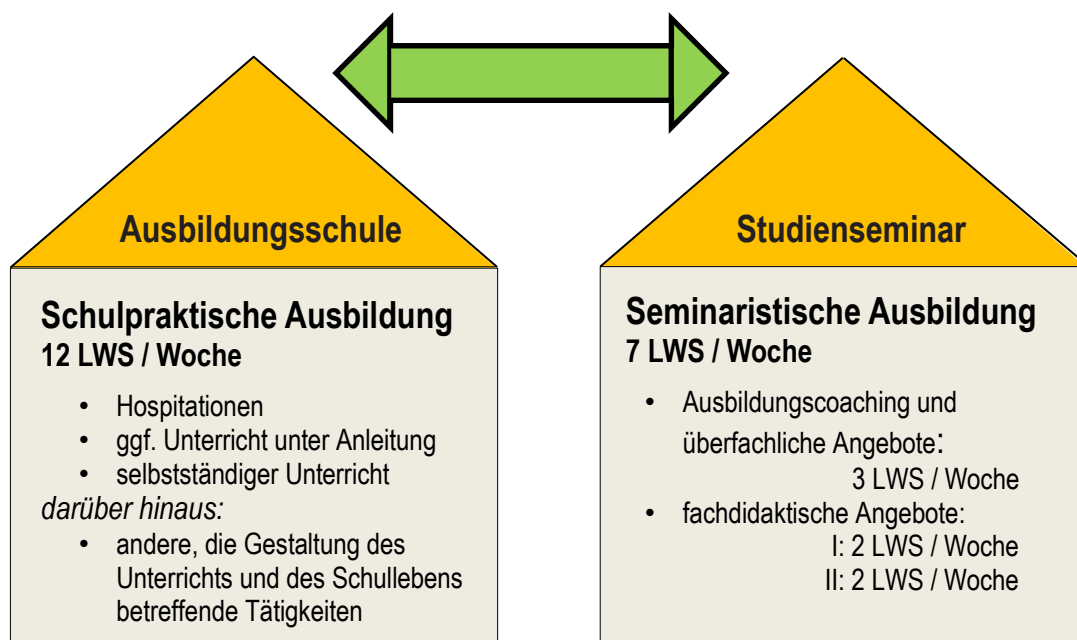 Ausbildungsschule
Schulpraktische Ausbildung
12 LWS / Woche
• Hospitationen
• ggf. Unterricht unter Anleitung
• selbstständiger Unterricht
darüber hinaus:
• andere, die Gestaltung des
Unterrichts und des Schullebens
betreffende Tätigkeiten
Studienseminar
Seminaristische Ausbildung
7 LWS / Woche
• Ausbildungscoaching und
überfachliche Angebote:
3 LWS / Woche
• fachdidaktische Angebote:
I: 2 LWS / Woche
II: 2 LWS / Woche